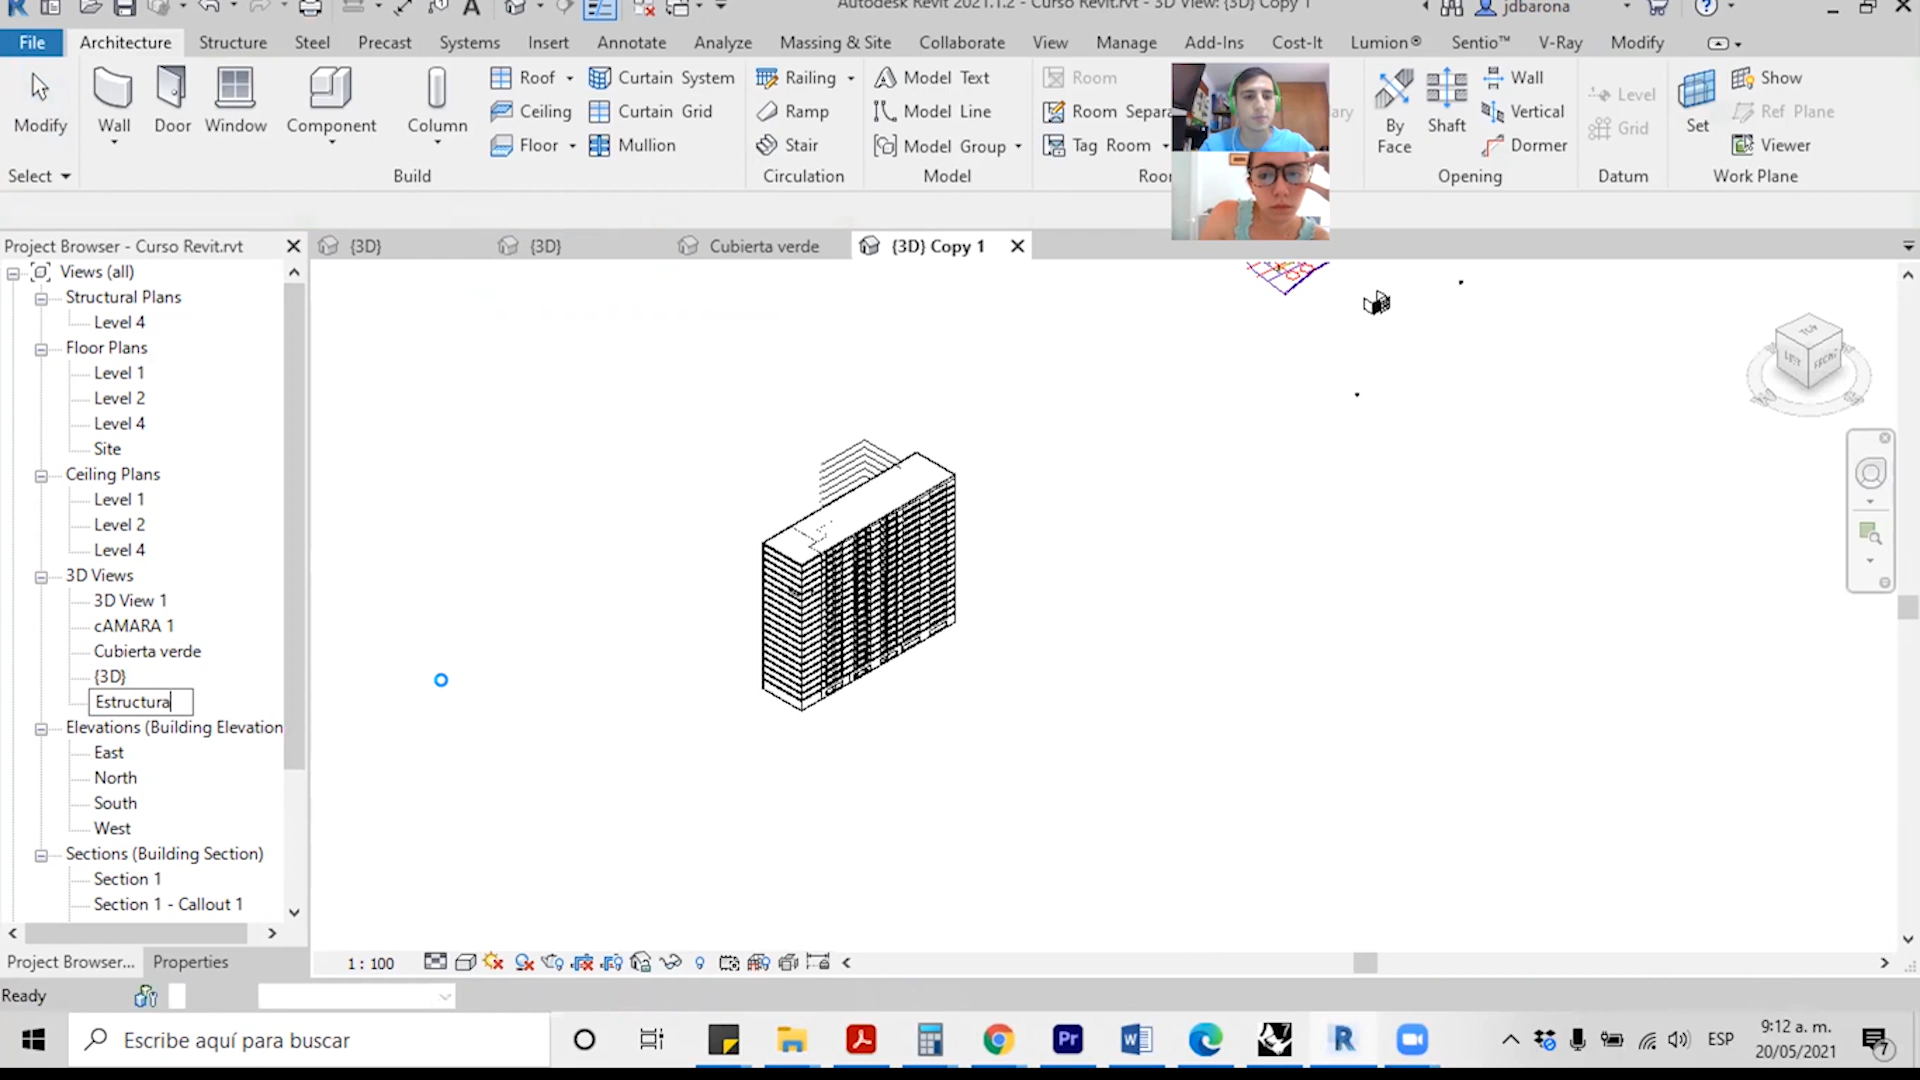 Autodesk Revit 2021.1.2 - Curso Revit.rvt - 3D View: {3D} Copy 1
jdbarona
File
Architecture
Structure
Steel
Precast
Systems
Insert
Annotate
Analyze
Massing & Site
Collaborate
View
Manage
Add-Ins
Cost-It
Lumion®
Sentio™
V-Ray
Modify
Modify
Wall
Door
Window
Component
Column
Roof
Ceiling
Floor
Curtain System
Curtain Grid
Mullion
Railing
Ramp
Stair
Model Text
Model Line
Model Group
Room
Room Separa
Tag Room
By Face
Shaft
Wall
Vertical
Dormer
Level
Grid
Set
Show
Ref Plane
Viewer
Select
Build
Circulation
Model
Roo
Opening
Datum
Work Plane
Project Browser - Curso Revit.rvt
{3D}
{3D}
Cubierta verde
{3D} Copy 1
Views (all)
Structural Plans
Level 4
Floor Plans
Level 1
Level 2
Level 4
Site
Ceiling Plans
Level 1
Level 2
Level 4
3D Views
3D View 1
cAMARA 1
Cubierta verde
{3D}
Estructura
Elevations (Building Elevation
East
North
South
West
Sections (Building Section)
Section 1
Section 1 - Callout 1
TOP
LEFT
FRONT
Project Browser...
Properties
1 : 100
Ready
Escribe aquí para buscar
Pr
ESP
9:12 a. m.
20/05/2021
7